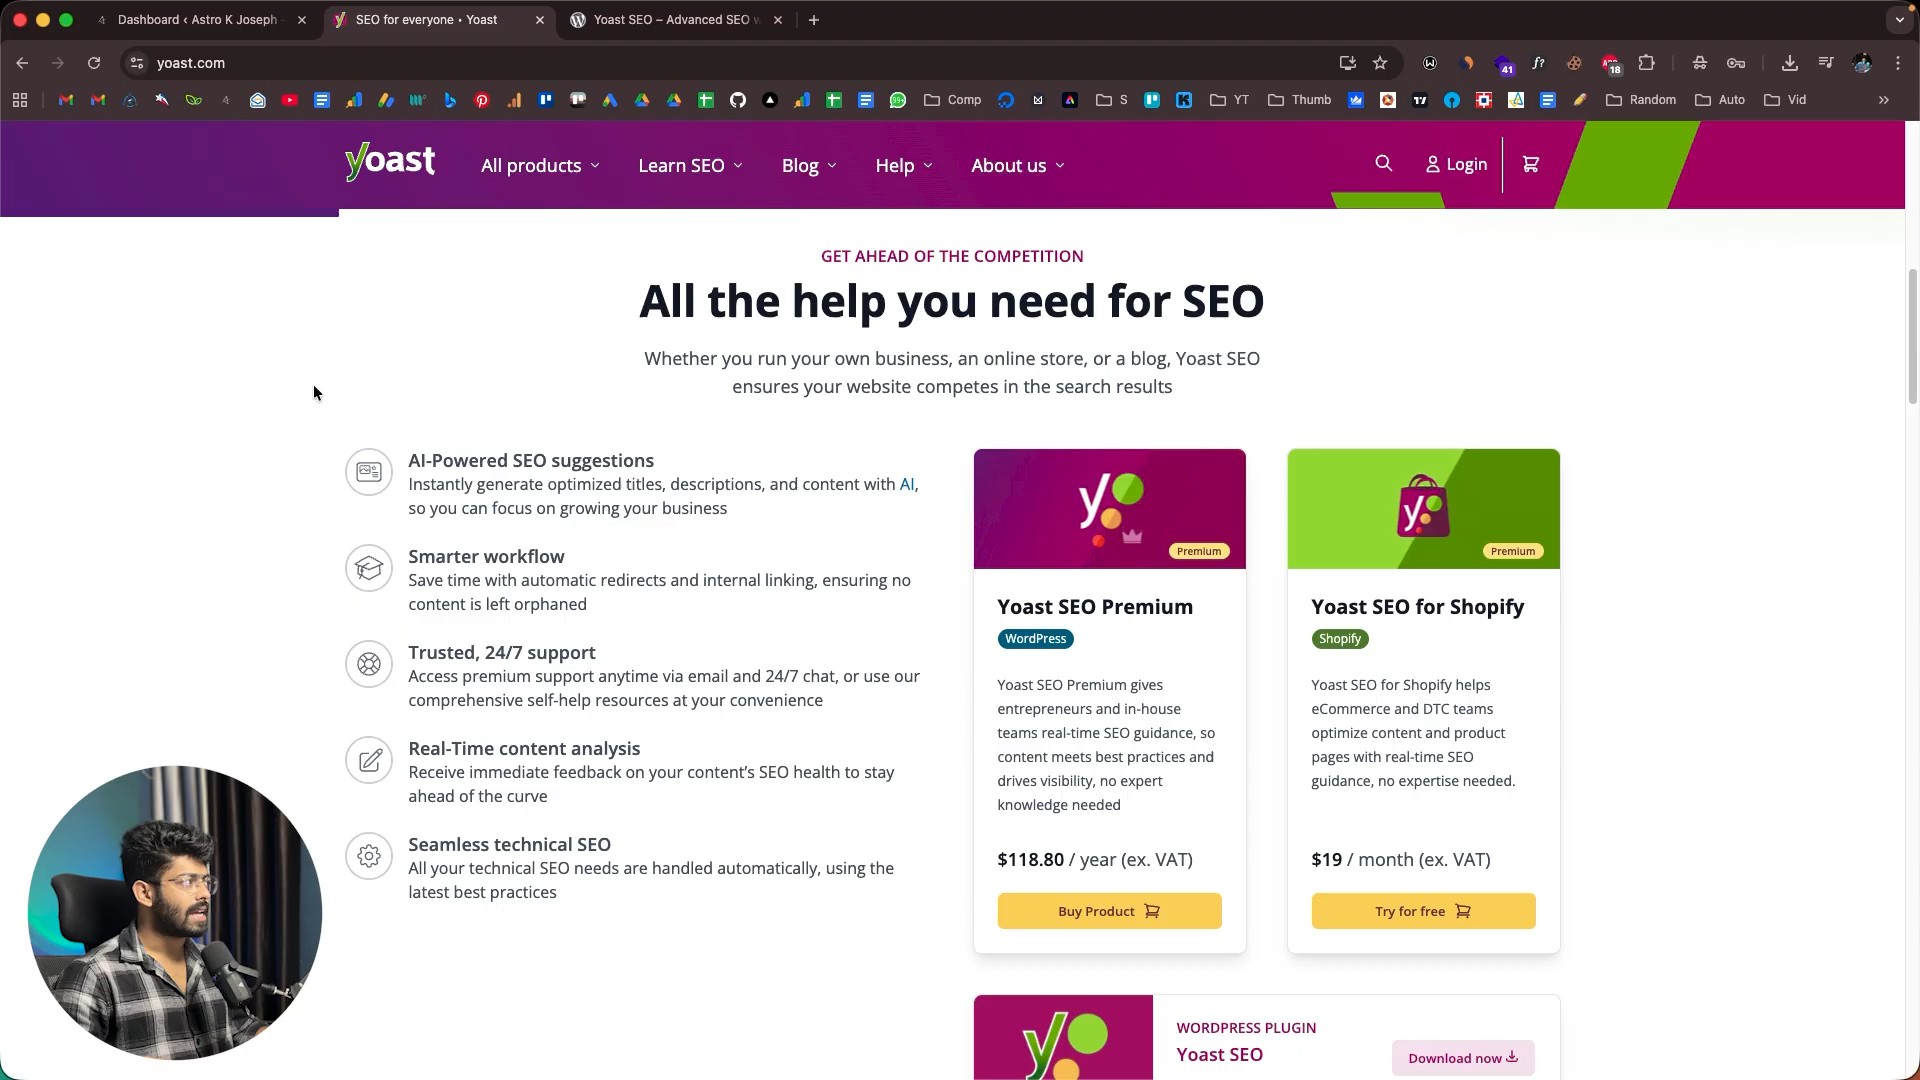 Dashboard ‹ Astro K Joseph
SEO for everyone • Yoast
Yoast SEO – Advanced SEO w
yoast.com
41
f?
18
99+
Comp
S
YT
Thumb
Random
Auto
Vid
yoast
All products
Learn SEO
Blog
Help
About us
Login
GET AHEAD OF THE COMPETITION
All the help you need for SEO
Whether you run your own business, an online store, or a blog, Yoast SEO
ensures your website competes in the search results
AI-Powered SEO suggestions
Instantly generate optimized titles, descriptions, and content with AI,
so you can focus on growing your business
Smarter workflow
Save time with automatic redirects and internal linking, ensuring no
content is left orphaned
Trusted, 24/7 support
Access premium support anytime via email and 24/7 chat, or use our
comprehensive self-help resources at your convenience
Real-Time content analysis
Receive immediate feedback on your content's SEO health to stay
ahead of the curve
Seamless technical SEO
All your technical SEO needs are handled automatically, using the
latest best practices
Premium
Yoast SEO Premium
WordPress
Yoast SEO Premium gives
entrepreneurs and in-house
teams real-time SEO guidance, so
content meets best practices and
drives visibility, no expert
knowledge needed
$118.80 / year (ex. VAT)
Buy Product
Premium
Yoast SEO for Shopify
Shopify
Yoast SEO for Shopify helps
eCommerce and DTC teams
optimize content and product
pages with real-time SEO
guidance, no expertise needed.
$19 / month (ex. VAT)
Try for free
WORDPRESS PLUGIN
Yoast SEO
Download now